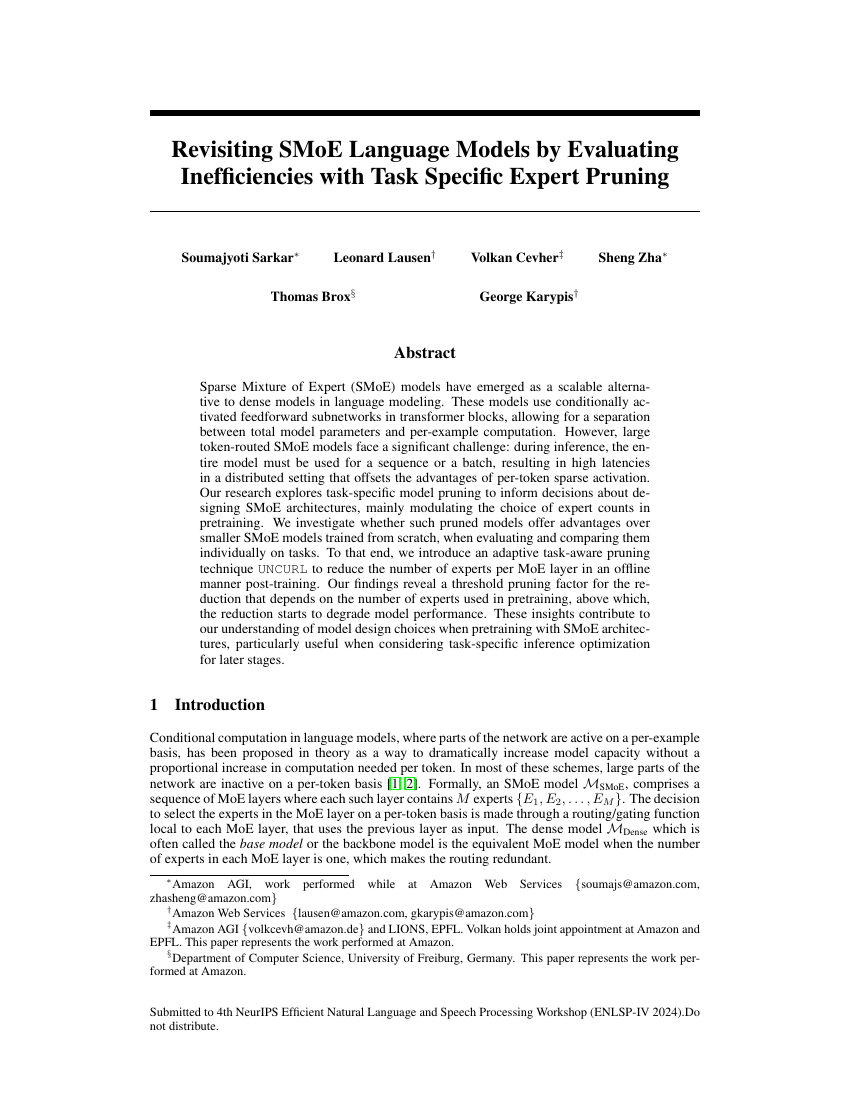 Revisiting SMoE Language Models by Evaluating
Inefficiencies with Task Specific Expert Pruning
Soumajyoti Sarkar* Leonard Lausen† Volkan Cevher‡ Sheng Zha*
Thomas Brox§ George Karypis†
Abstract
Sparse Mixture of Expert (SMoE) models have emerged as a scalable alterna-
tive to dense models in language modeling. These models use conditionally ac-
tivated feedforward subnetworks in transformer blocks, allowing for a separation
between total model parameters and per-example computation. However, large
token-routed SMoE models face a significant challenge: during inference, the en-
tire model must be used for a sequence or a batch, resulting in high latencies
in a distributed setting that offsets the advantages of per-token sparse activation.
Our research explores task-specific model pruning to inform decisions about de-
signing SMoE architectures, mainly modulating the choice of expert counts in
pretraining. We investigate whether such pruned models offer advantages over
smaller SMoE models trained from scratch, when evaluating and comparing them
individually on tasks. To that end, we introduce an adaptive task-aware pruning
technique UNCURL to reduce the number of experts per MoE layer in an offline
manner post-training. Our findings reveal a threshold pruning factor for the re-
duction that depends on the number of experts used in pretraining, above which,
the reduction starts to degrade model performance. These insights contribute to
our understanding of model design choices when pretraining with SMoE architec-
tures, particularly useful when considering task-specific inference optimization
for later stages.
1 Introduction
Conditional computation in language models, where parts of the network are active on a per-example
basis, has been proposed in theory as a way to dramatically increase model capacity without a
proportional increase in computation needed per token. In most of these schemes, large parts of the
network are inactive on a per-token basis [1, 2]. Formally, an SMoE model M_SMoE, comprises a
sequence of MoE layers where each such layer contains M experts {E_1, E_2, . . . , E_M}. The decision
to select the experts in the MoE layer on a per-token basis is made through a routing/gating function
local to each MoE layer, that uses the previous layer as input. The dense model M_Dense which is
often called the base model or the backbone model is the equivalent MoE model when the number
of experts in each MoE layer is one, which makes the routing redundant.
*Amazon AGI, work performed while at Amazon Web Services {soumajs@amazon.com,
zhasheng@amazon.com}
†Amazon Web Services {lausen@amazon.com, gkarypis@amazon.com}
‡Amazon AGI {volkcevh@amazon.de} and LIONS, EPFL. Volkan holds joint appointment at Amazon and
EPFL. This paper represents the work performed at Amazon.
§Department of Computer Science, University of Freiburg, Germany. This paper represents the work per-
formed at Amazon.
Submitted to 4th NeurIPS Efficient Natural Language and Speech Processing Workshop (ENLSP-IV 2024).Do
not distribute.